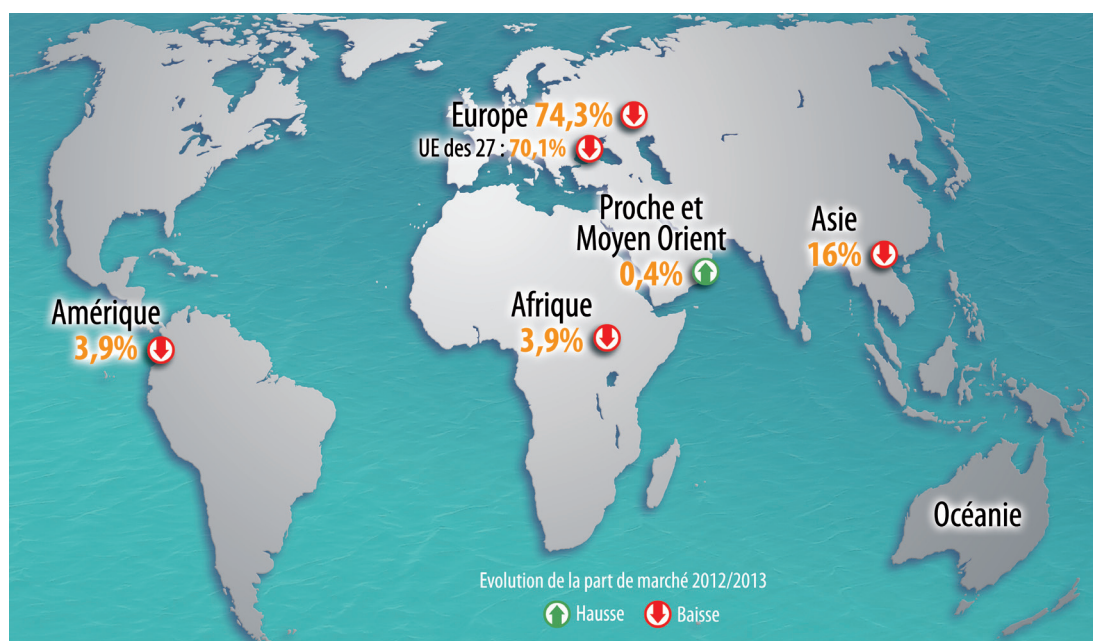 Europe 74,3%
UE des 27 : 70,1%
Proche et
Moyen Orient
0,4%
Asie
16%
Amérique
3,9%
Afrique
3,9%
Océanie
Evolution de la part de marché 2012/2013
Hausse Baisse